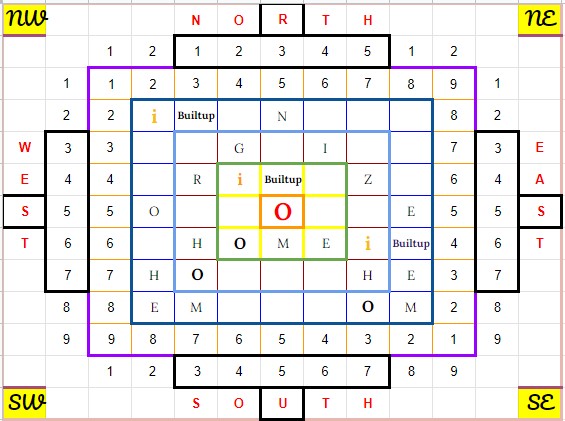 NW N O R T H NE
1 2 1 2 3 4 5 1 2
1 1 2 3 4 5 6 7 8 9 1
2 2 i Builtup N 8 2
W 3 3 G I 7 3 E
E 4 4 R i Builtup Z 6 4 A
S 5 5 O O E 5 5 S
T 6 6 H O M E i Builtup 4 6 T
7 7 H O H E 3 7
8 8 E M O M 2 8
9 9 8 7 6 5 4 3 2 1 9
1 2 3 4 5 6 7 8 9
SW S O U T H SE